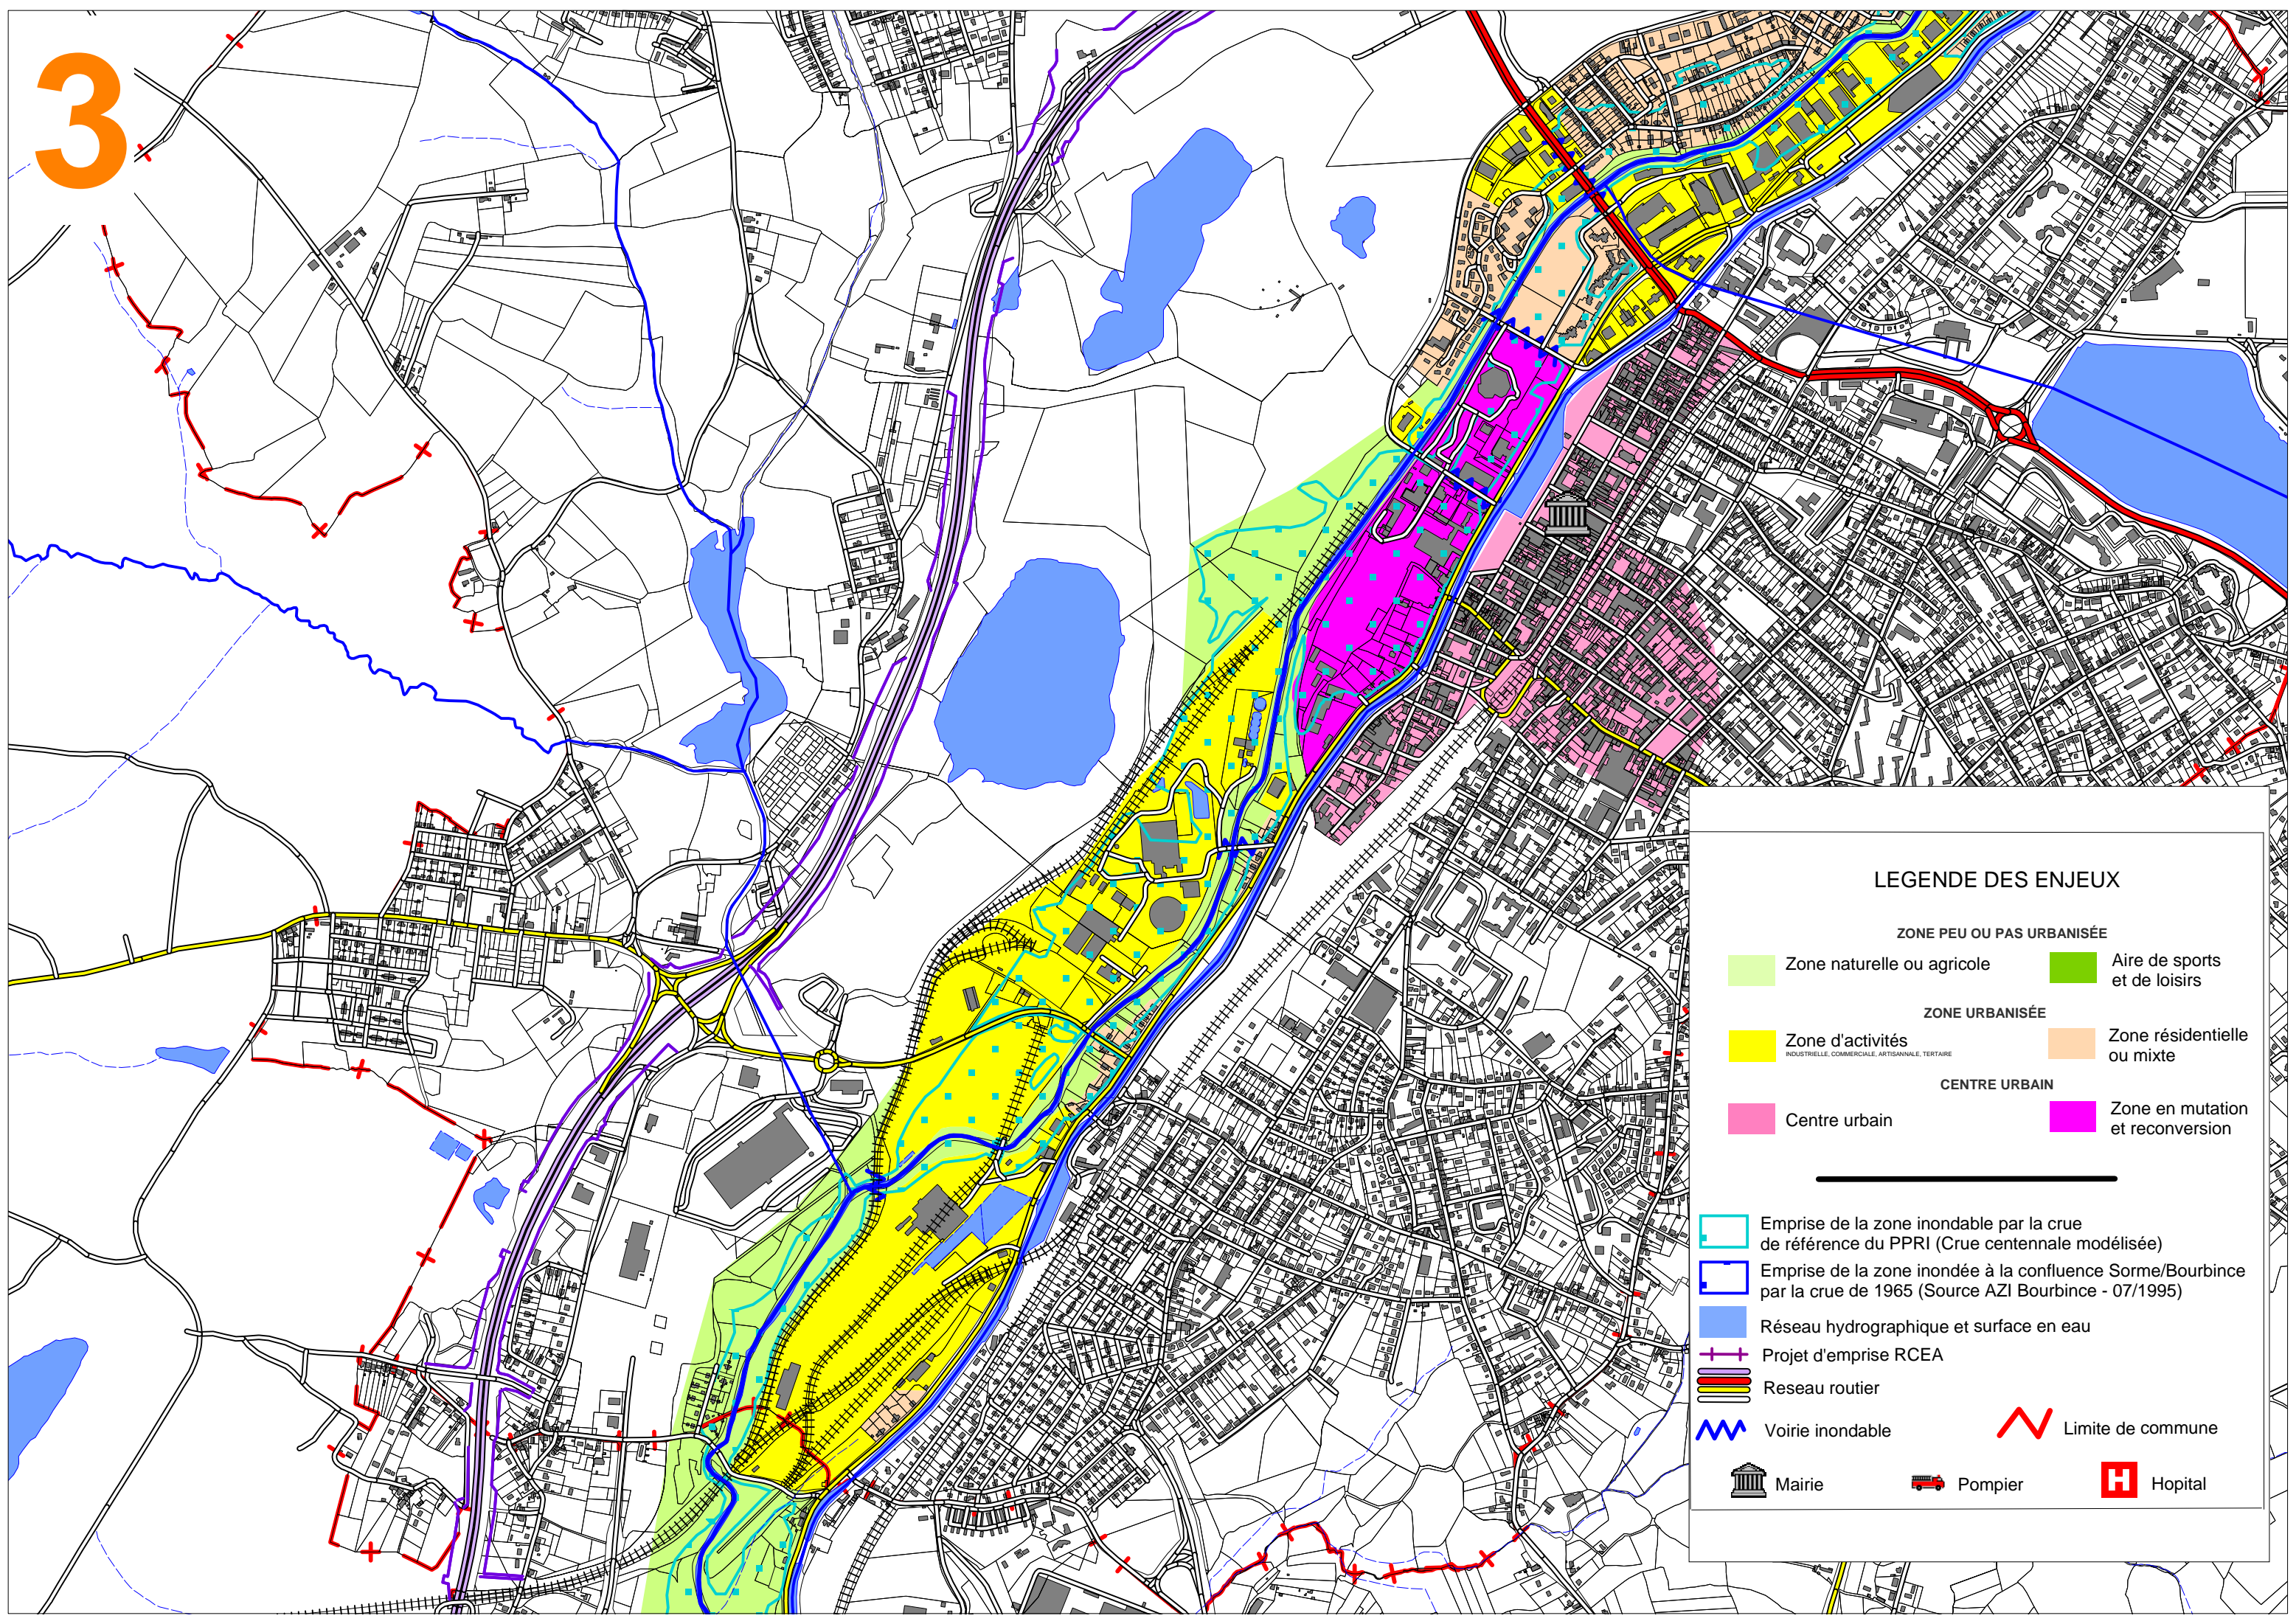 3
LEGENDE DES ENJEUX
ZONE PEU OU PAS URBANISÉE
Zone naturelle ou agricole
Aire de sports
et de loisirs
ZONE URBANISÉE
Zone d'activités
INDUSTRIELLE, COMMERCIALE, ARTISANNALE, TERTAIRE
Zone résidentielle
ou mixte
CENTRE URBAIN
Centre urbain
Zone en mutation
et reconversion
Emprise de la zone inondable par la crue
de référence du PPRI (Crue centennale modélisée)
Emprise de la zone inondée à la confluence Sorme/Bourbince
par la crue de 1965 (Source AZI Bourbince - 07/1995)
Réseau hydrographique et surface en eau
Projet d'emprise RCEA
Reseau routier
Voirie inondable
Limite de commune
Mairie
Pompier
H
Hopital